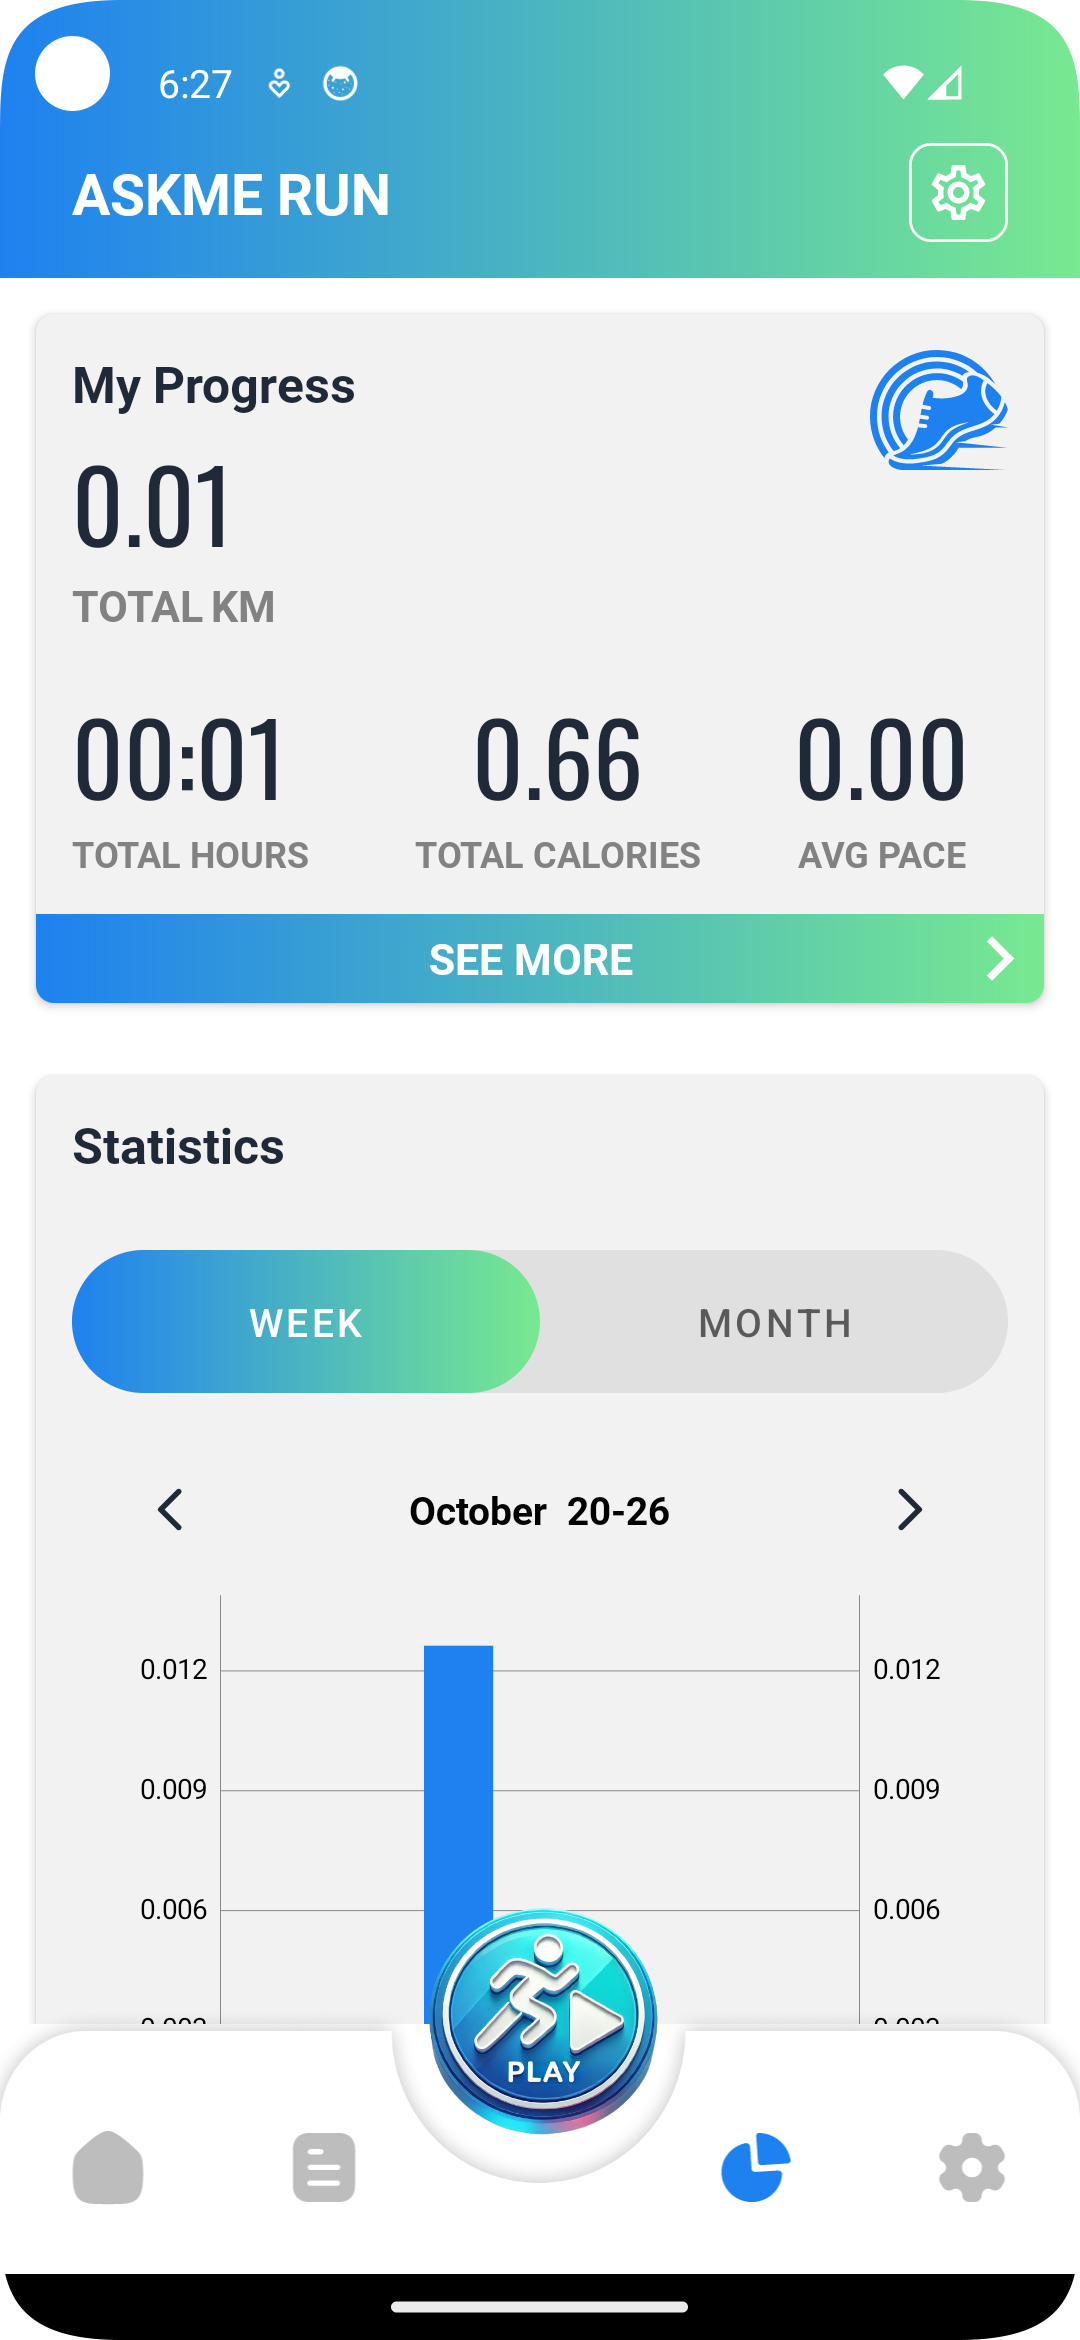 6:27
ASKME RUN
My Progress
0.01
TOTAL KM
00:01 0.66 0.00
TOTAL HOURS TOTAL CALORIES AVG PACE
SEE MORE
Statistics
WEEK MONTH
October 20-26
0.012 0.012
0.009 0.009
0.006 0.006
PLAY